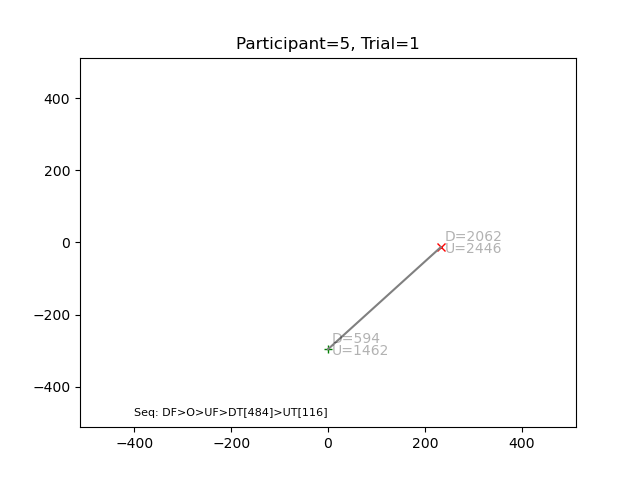 Participant=5, Trial=1
400
200
0
−200
−400
D=2062
U=2446
D=594
U=1462
Seq: DF>O>UF>DT[484]>UT[116]
−400
−200
0
200
400